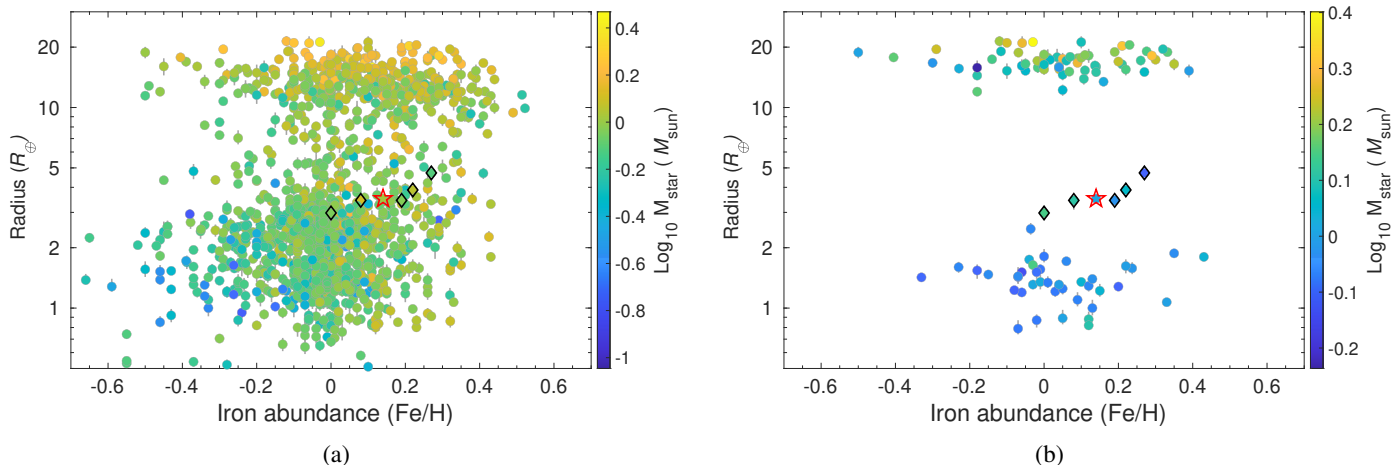 20
10
5
2
1
Radius (R⊕)
-0.6 -0.4 -0.2 0 0.2 0.4 0.6
Iron abundance (Fe/H)
0.4
0.2
0
-0.2
-0.4
-0.6
-0.8
-1
Log10 Mstar ( Msun)
(a)
20
10
5
2
1
Radius (R⊕)
-0.6 -0.4 -0.2 0 0.2 0.4 0.6
Iron abundance (Fe/H)
0.4
0.3
0.2
0.1
0
-0.1
-0.2
Log10 Mstar ( Msun)
(b)